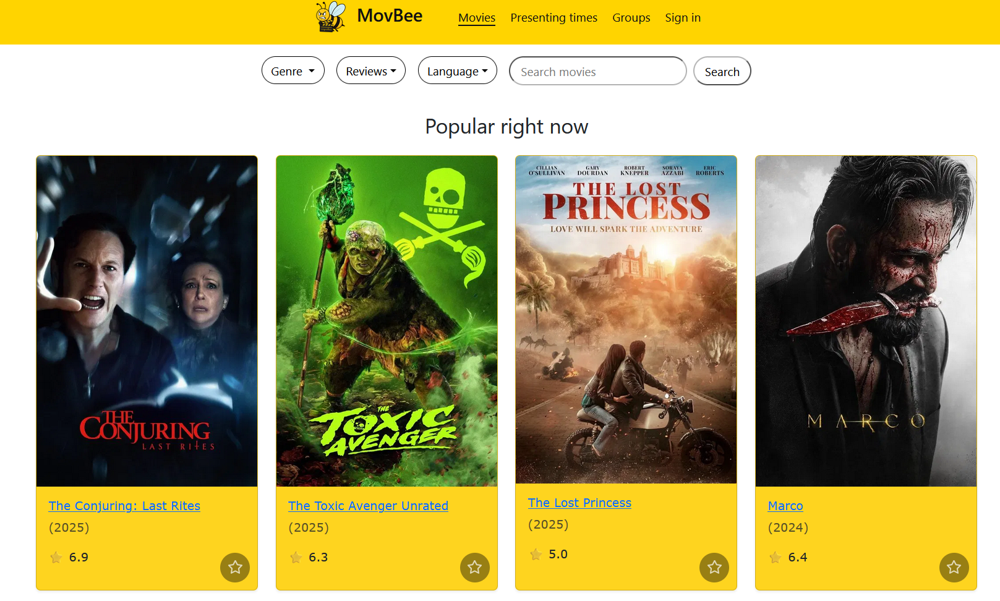 MovBee
Movies
Presenting times
Groups
Sign in
Genre
Reviews
Language
Search movies
Search
Popular right now
THE
CONJURING
LAST RITES
The Conjuring: Last Rites
(2025)
6.9
THE
TOXIC
AVENGER
The Toxic Avenger Unrated
(2025)
6.3
CILLIAN O'SULLIVAN
GARY DOURDAN
ROBERT KNEPPER
SORAYA AZZABI
ERIC ROBERTS
THE LOST
PRINCESS
LOVE WILL SPARK THE ADVENTURE
The Lost Princess
(2025)
5.0
MARCO
Marco
(2024)
6.4